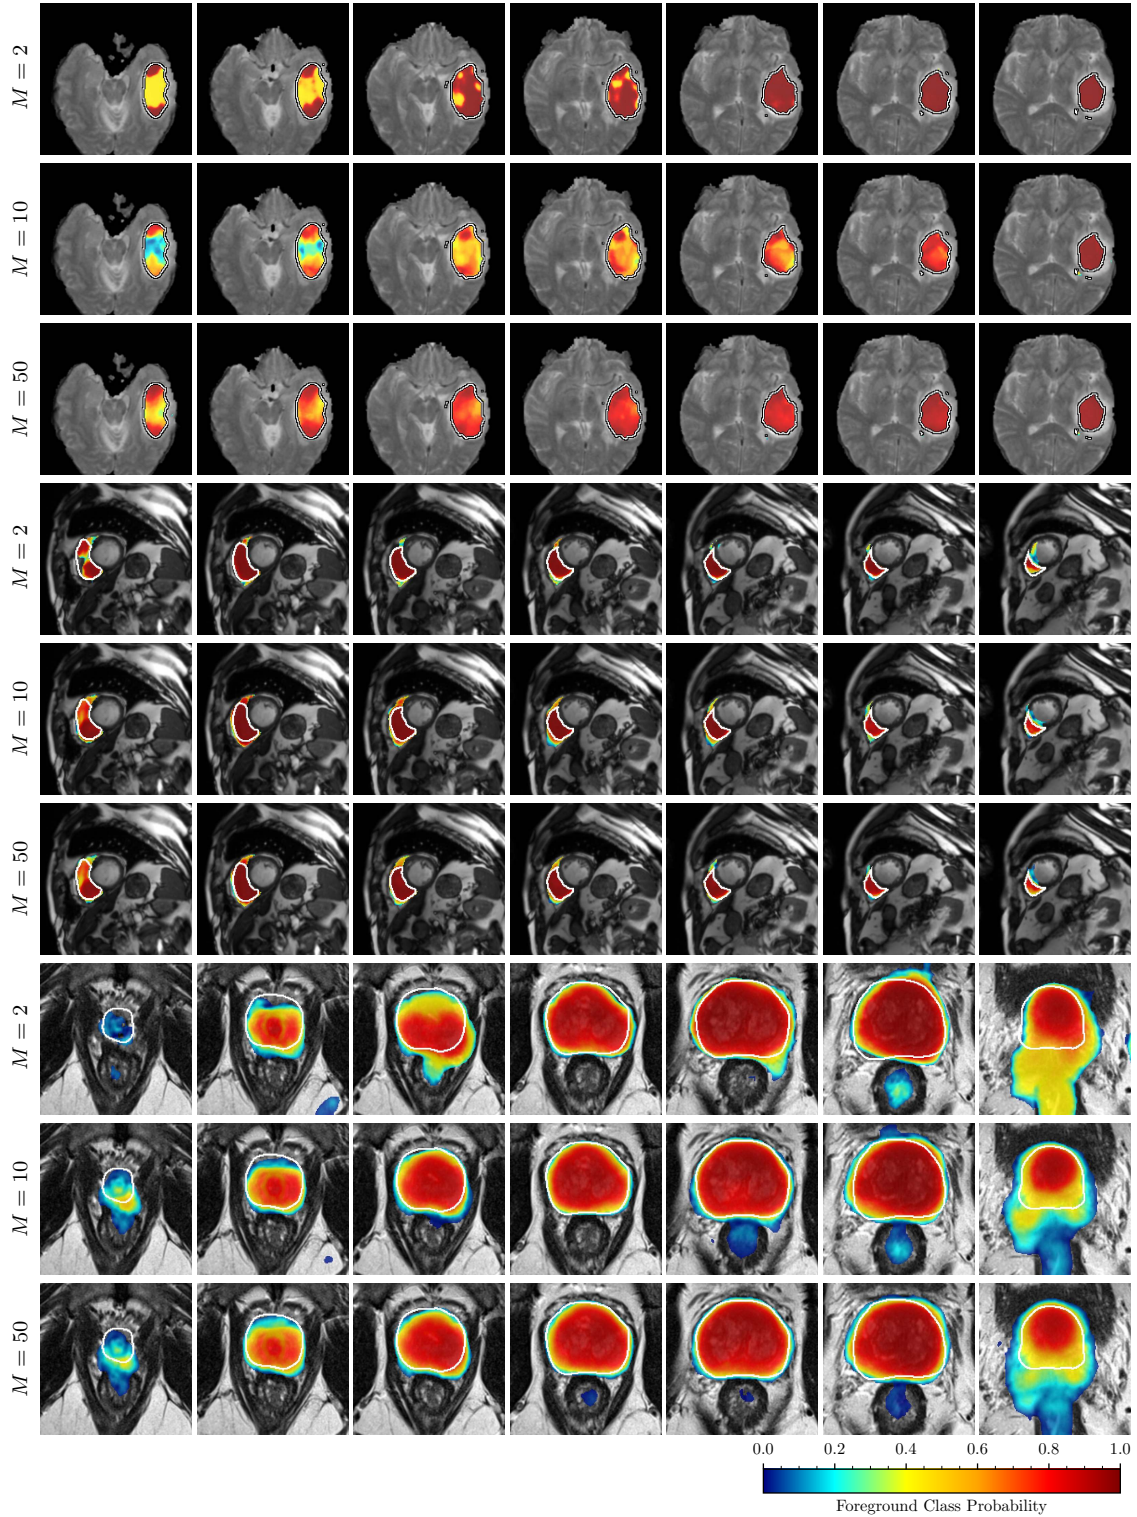 M = 2
M = 10
M = 50
M = 2
M = 10
M = 50
M = 2
M = 10
M = 50
0.0 0.2 0.4 0.6 0.8 1.0
Foreground Class Probability